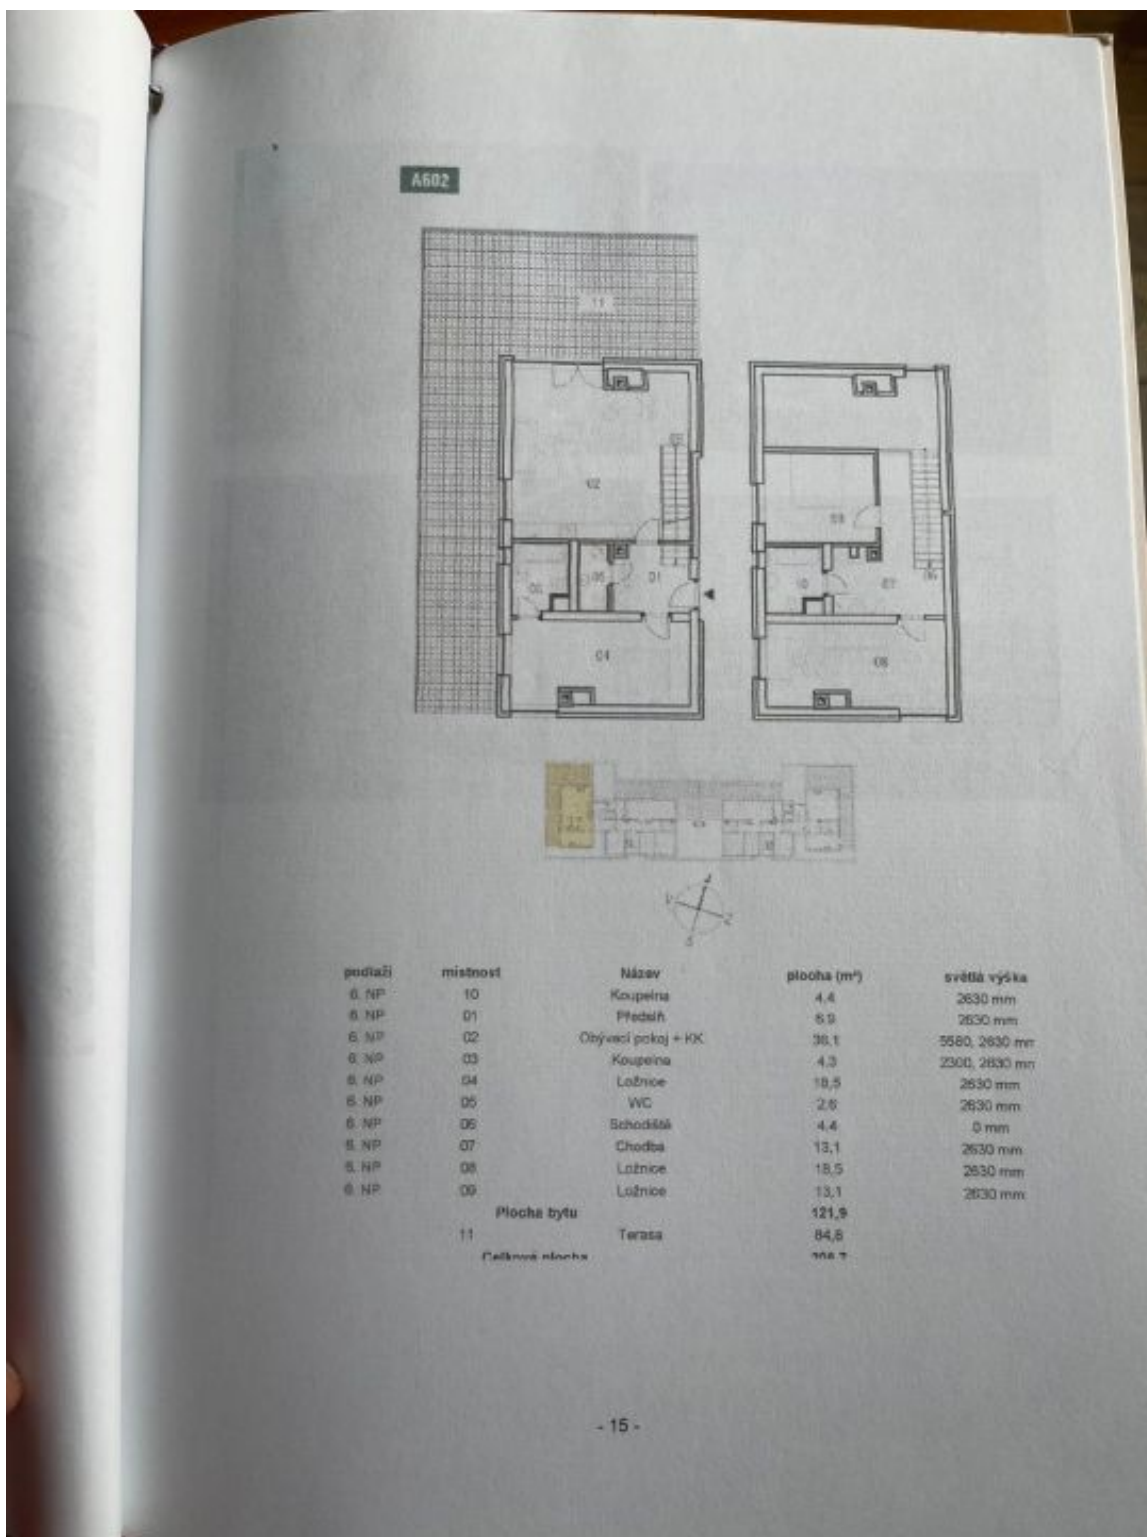 A602
11
02
03
05
01
04
09
10
07
06
08
podlaží místnost Název plocha (m²) světlá výška
6. NP 10 Koupelna 4,4 2630 mm
6. NP 01 Předsíň 6,9 2630 mm
6. NP 02 Obývací pokoj + KK 36,1 5580, 2630 mm
6. NP 03 Koupelna 4,3 2300, 2630 mm
6. NP 04 Ložnice 18,5 2630 mm
6. NP 05 WC 2,6 2630 mm
6. NP 06 Schodiště 4,4 0 mm
6. NP 07 Chodba 13,1 2630 mm
6. NP 08 Ložnice 18,5 2630 mm
6. NP 09 Ložnice 13,1 2630 mm
Plocha bytu 121,9
11 Terasa 84,8
Celková plocha 206,7
- 15 -